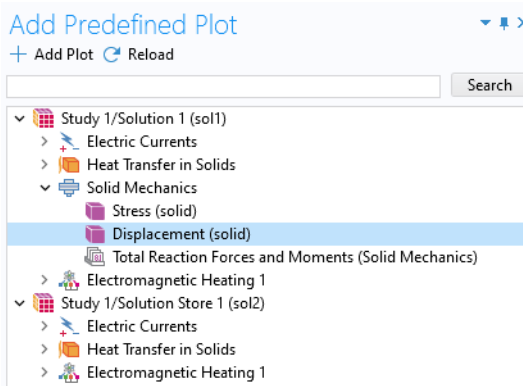 Add Predefined Plot
Add Plot Reload
Search
Study 1/Solution 1 (sol1)
Electric Currents
Heat Transfer in Solids
Solid Mechanics
Stress (solid)
Displacement (solid)
Total Reaction Forces and Moments (Solid Mechanics)
Electromagnetic Heating 1
Study 1/Solution Store 1 (sol2)
Electric Currents
Heat Transfer in Solids
Electromagnetic Heating 1